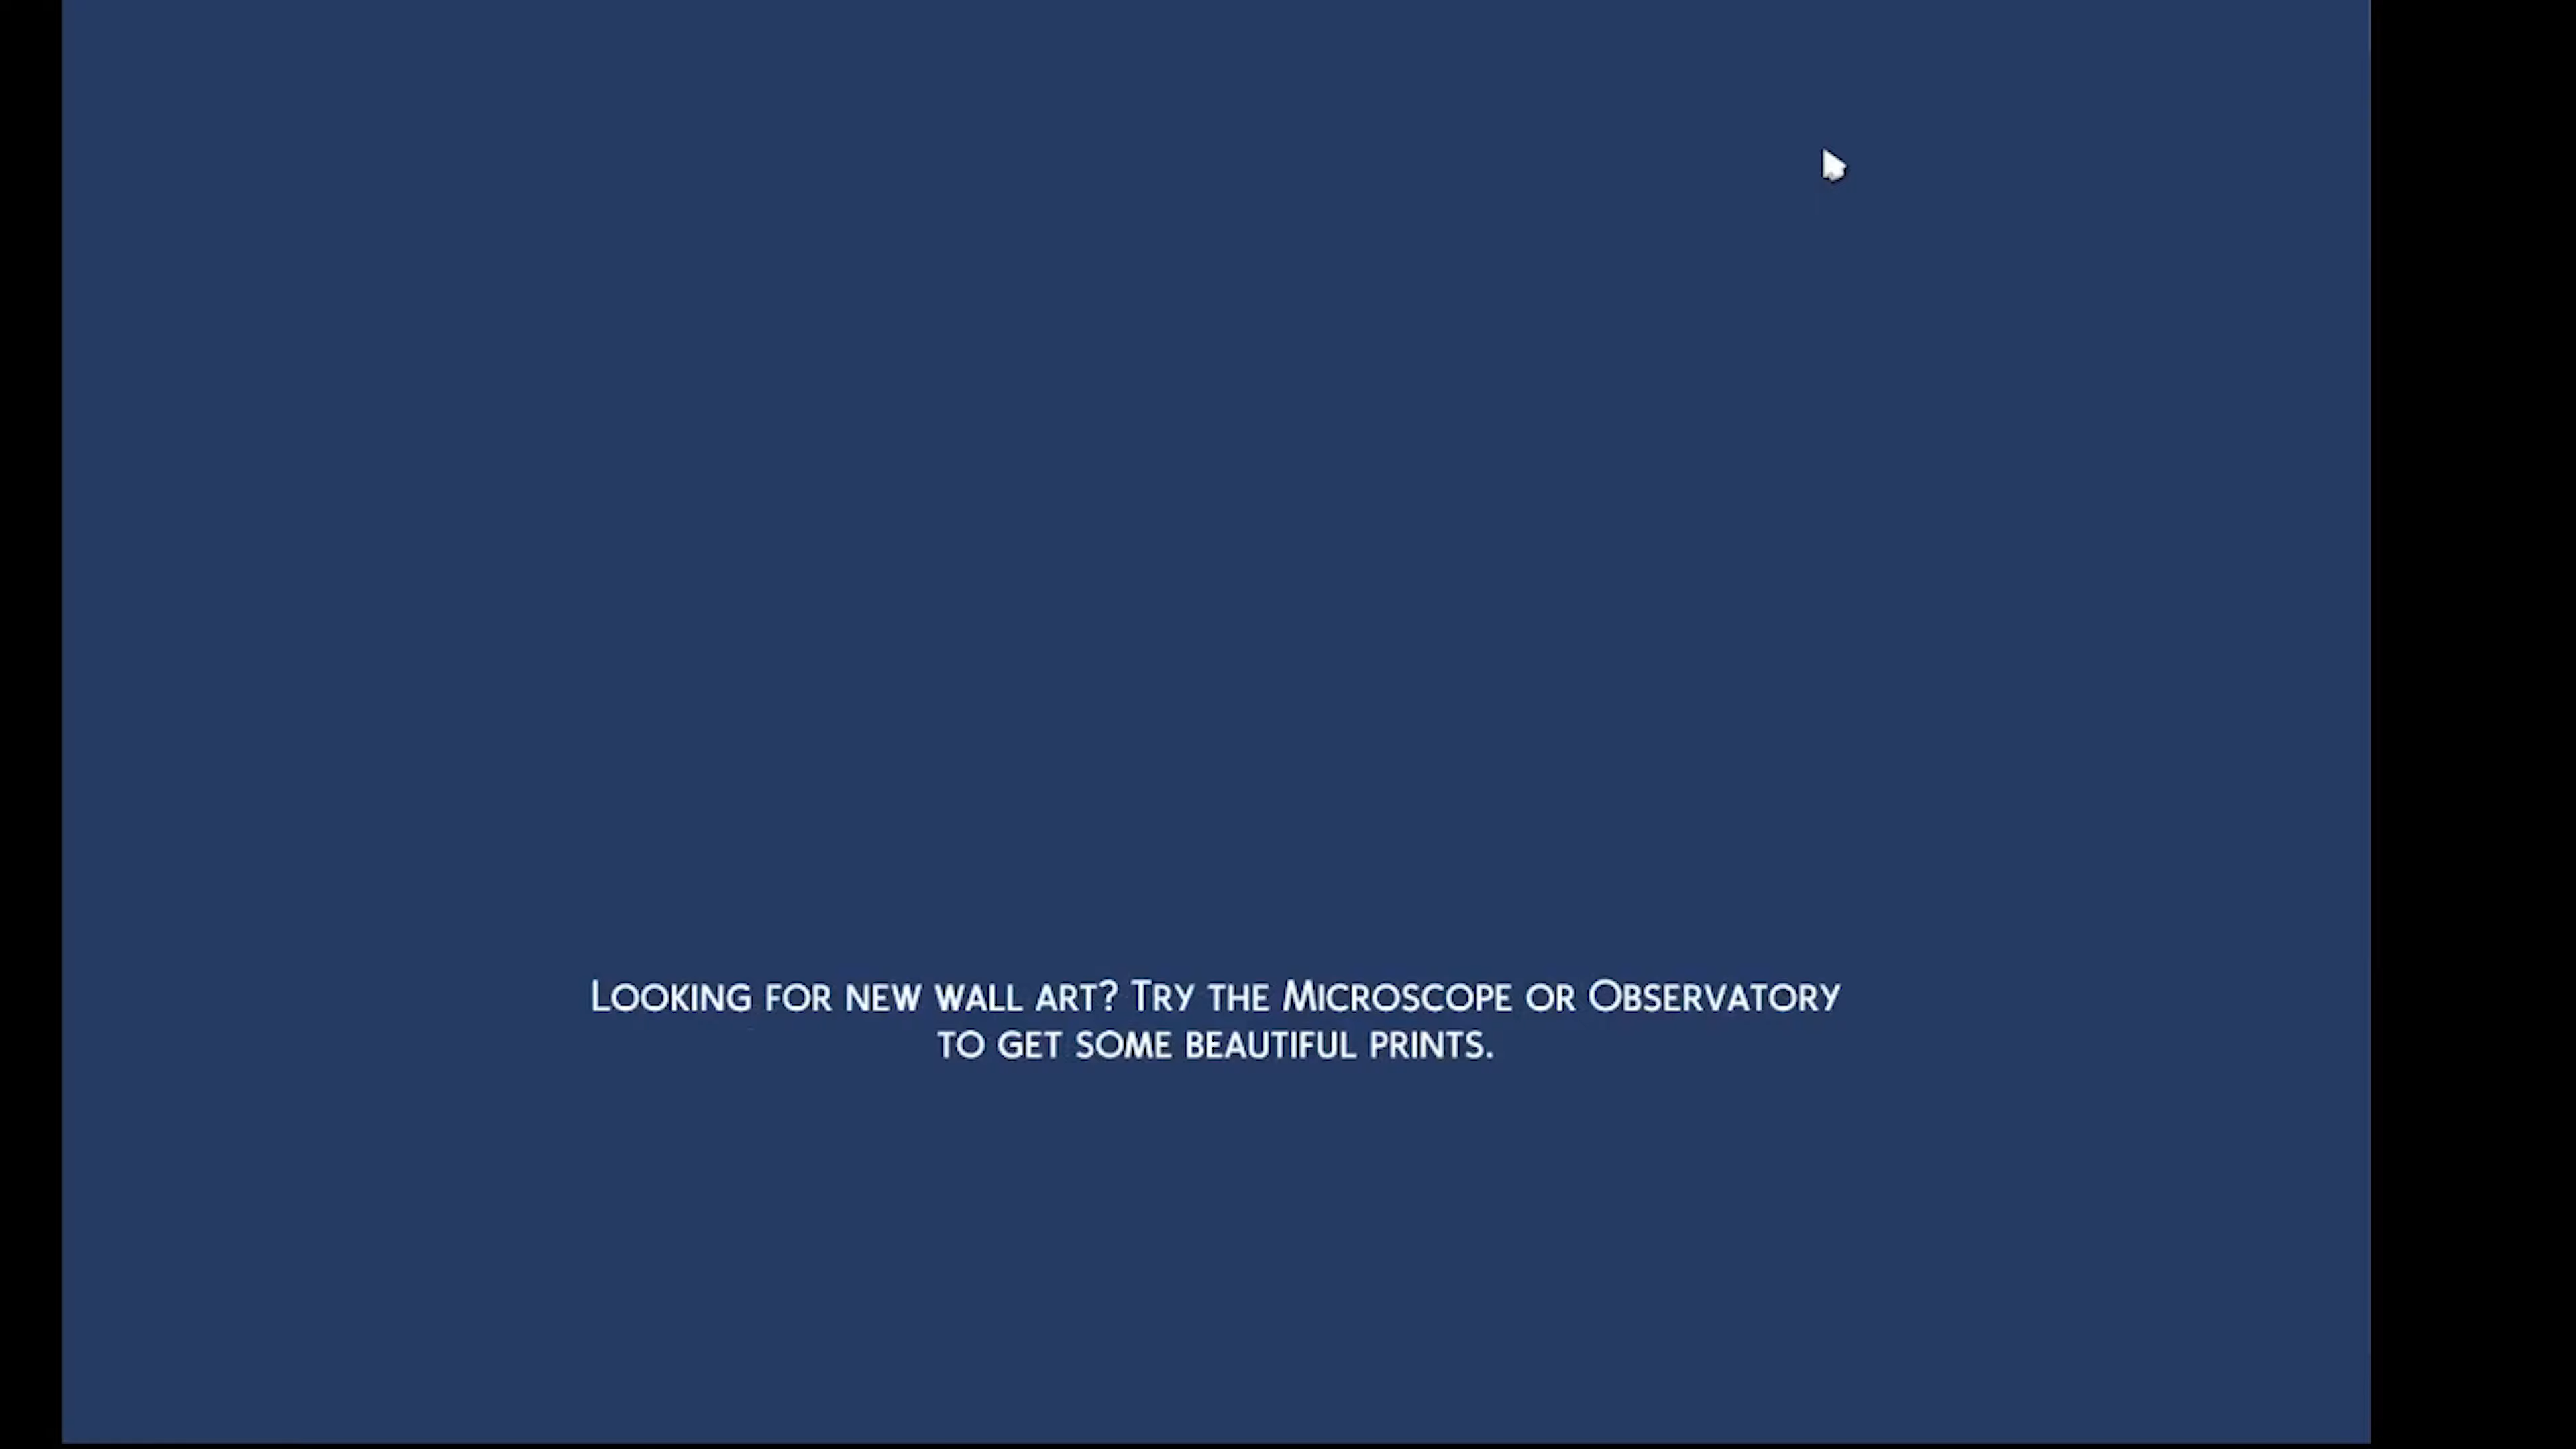 Looking for new wall art? Try the Microscope or Observatory
to get some beautiful prints.